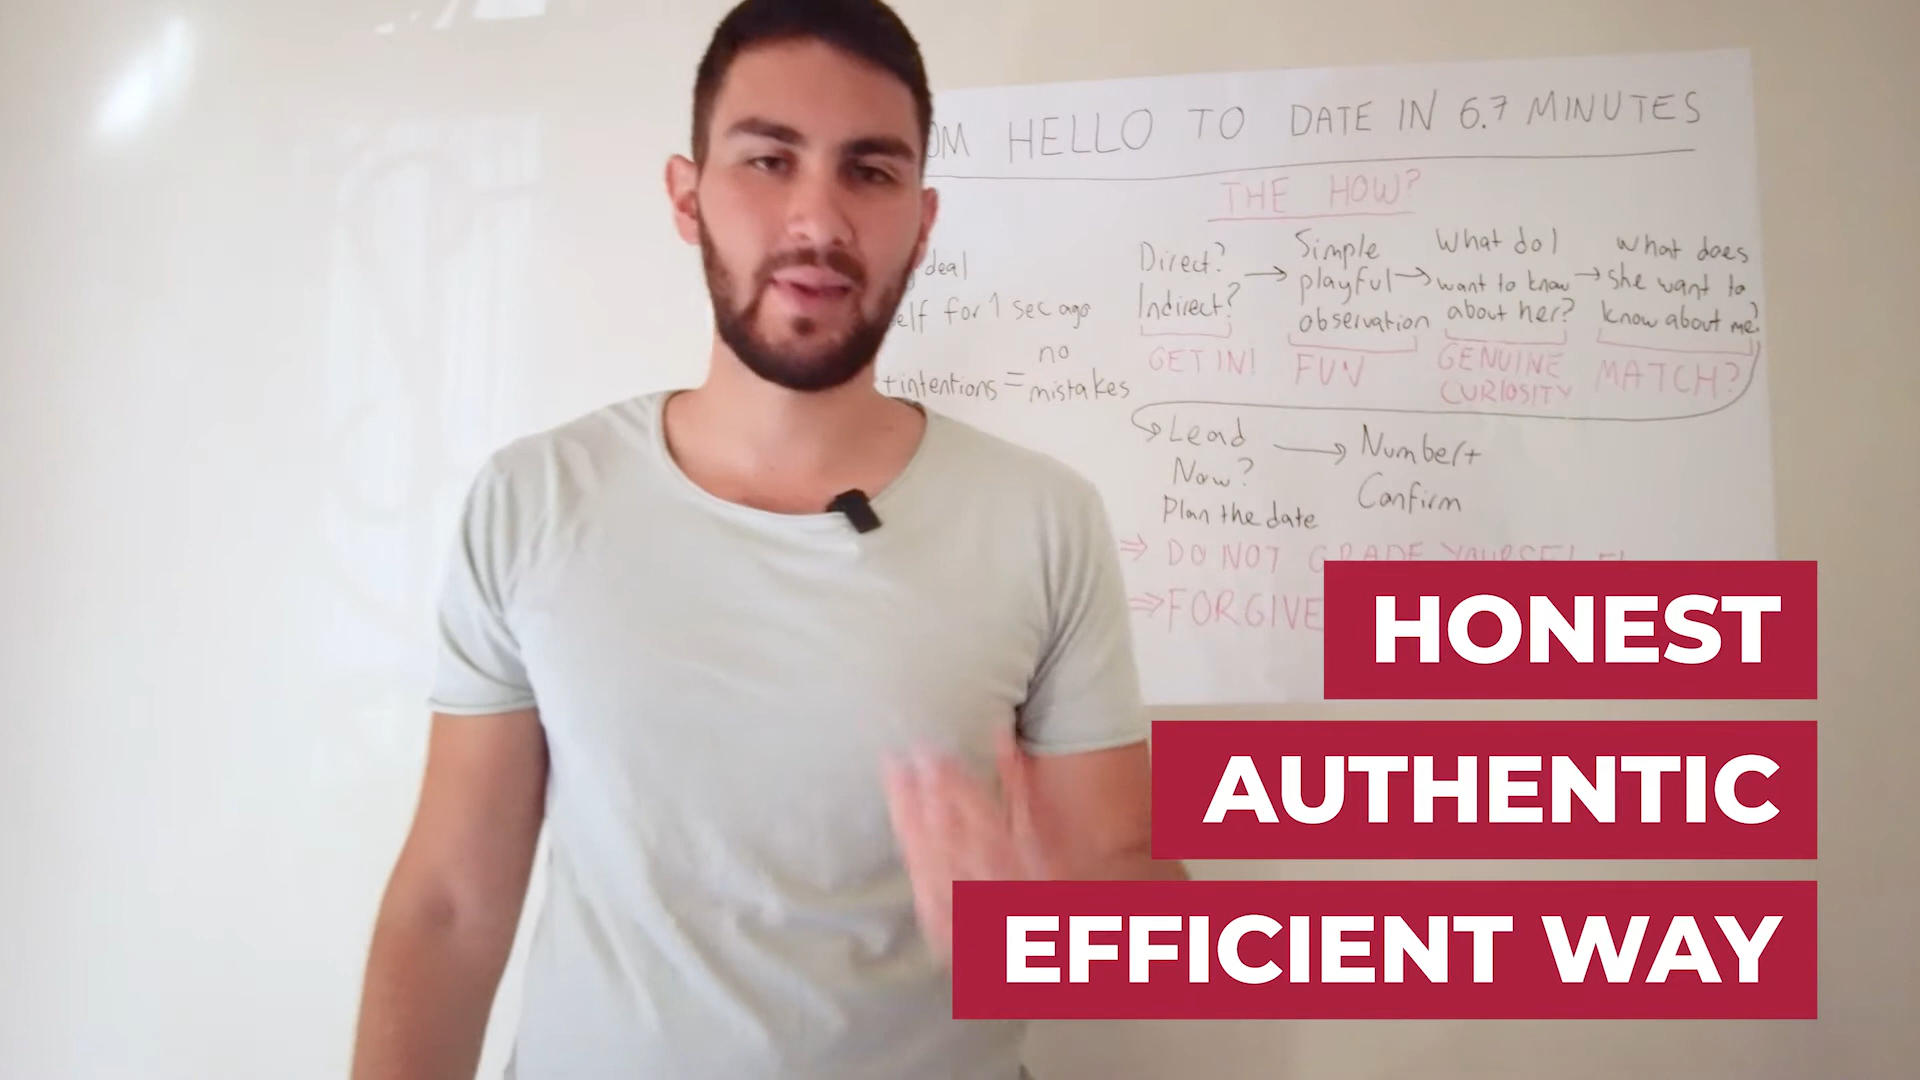 OM HELLO TO DATE IN 6.7 MINUTES
THE HOW?
deal
elf for 1 sec ago
no
+intentions = mistakes
Direct? → Simple playful observation → What do I want to know about her? → What does she want to know about me?
Indirect?
GET IN!
FUN
GENUINE CURIOSITY
MATCH?
Lead → Number +
Now? Confirm
Plan the date
⇒ DO NOT GRADE YOURSELF!
⇒ FORGIVE
HONEST
AUTHENTIC
EFFICIENT WAY